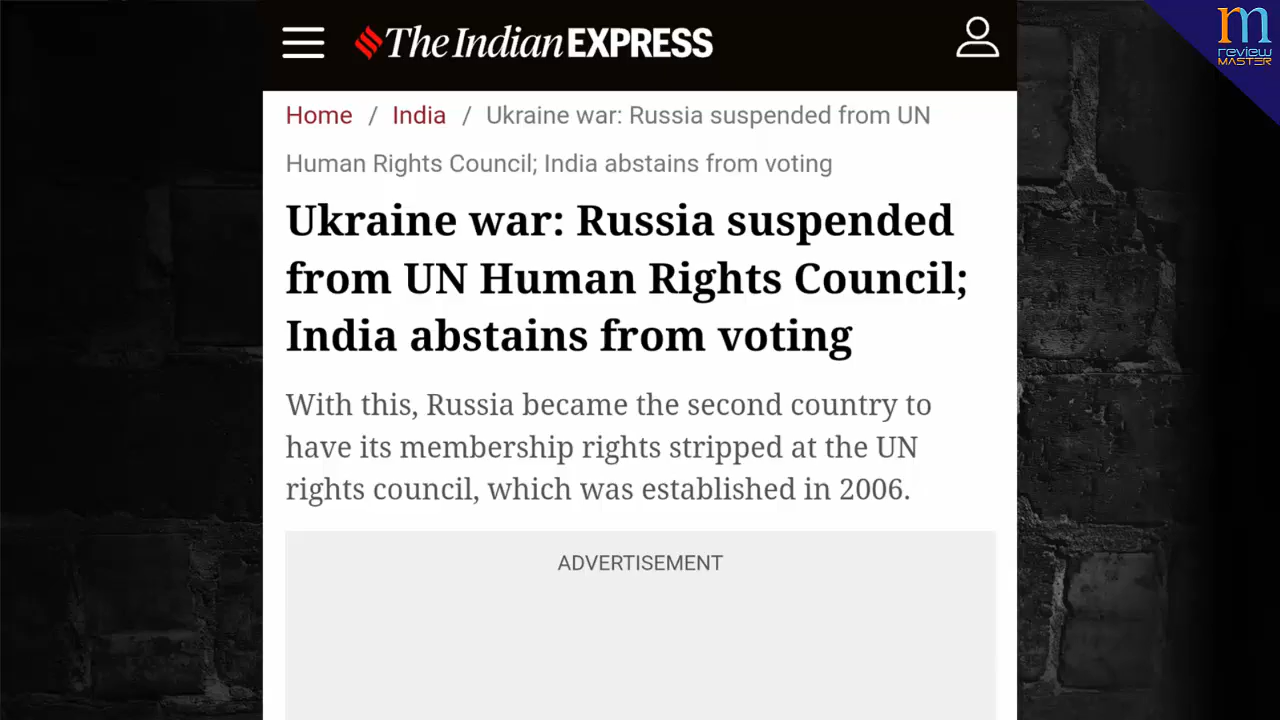 The Indian EXPRESS
m
review
MASTER
Home / India / Ukraine war: Russia suspended from UN
Human Rights Council; India abstains from voting
Ukraine war: Russia suspended
from UN Human Rights Council;
India abstains from voting
With this, Russia became the second country to
have its membership rights stripped at the UN
rights council, which was established in 2006.
ADVERTISEMENT